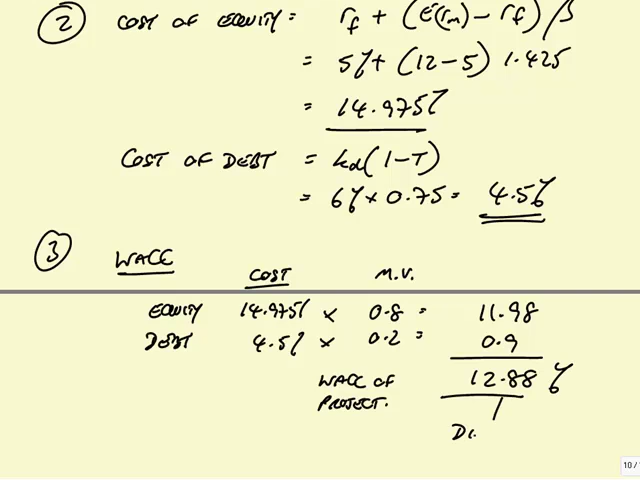 2 COST OF EQUITY = rf + (E(rm) - rf) β
= 5% + (12 - 5) 1.425
= 14.975%
COST OF DEBT = kd(1-T)
= 6% x 0.75 = 4.5%
3 WACC
COST M.V.
EQUITY 14.975% x 0.8 = 11.98
DEBT 4.5% x 0.2 = 0.9
WACC OF PROJECT. 12.88 %
DI.
10 /